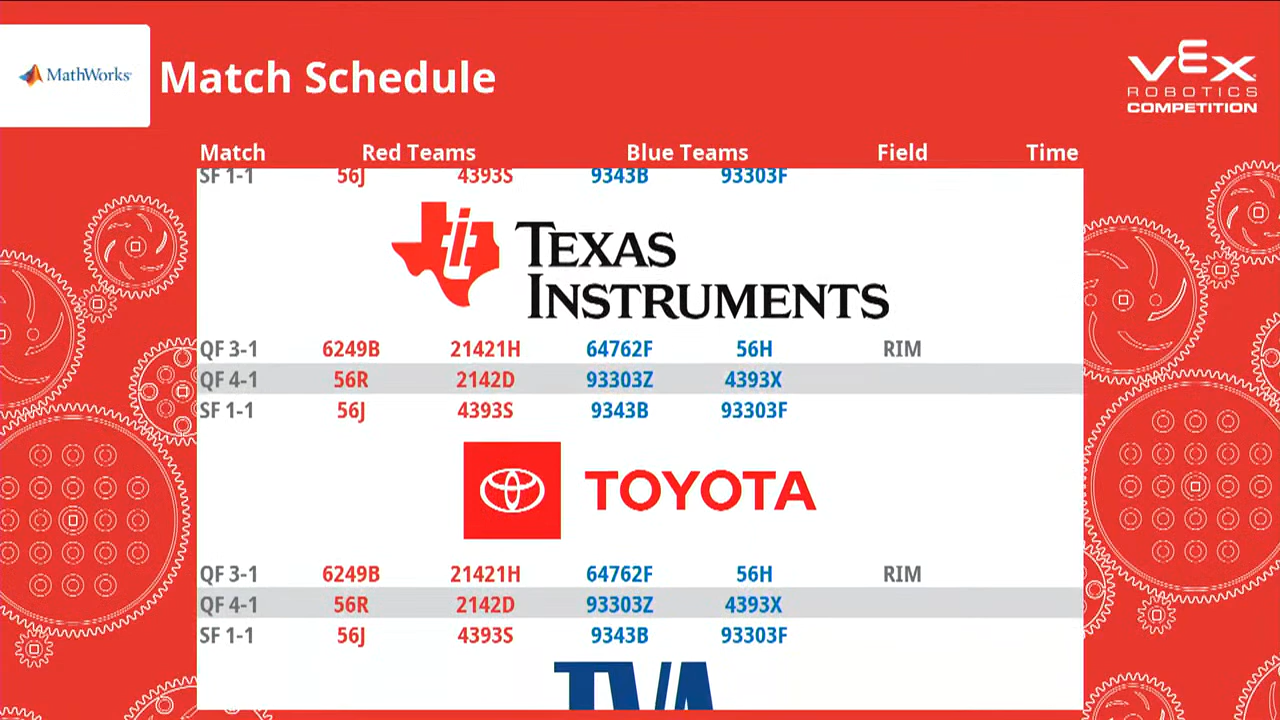 MathWorks
Match Schedule
VEX
ROBOTICS
COMPETITION
Match Red Teams Blue Teams Field Time
SF 1-1 56J 4393S 9343B 93303F
TEXAS
INSTRUMENTS
QF 3-1 6249B 21421H 64762F 56H RIM
QF 4-1 56R 2142D 93303Z 4393X
SF 1-1 56J 4393S 9343B 93303F
TOYOTA
QF 3-1 6249B 21421H 64762F 56H RIM
QF 4-1 56R 2142D 93303Z 4393X
SF 1-1 56J 4393S 9343B 93303F
TVA